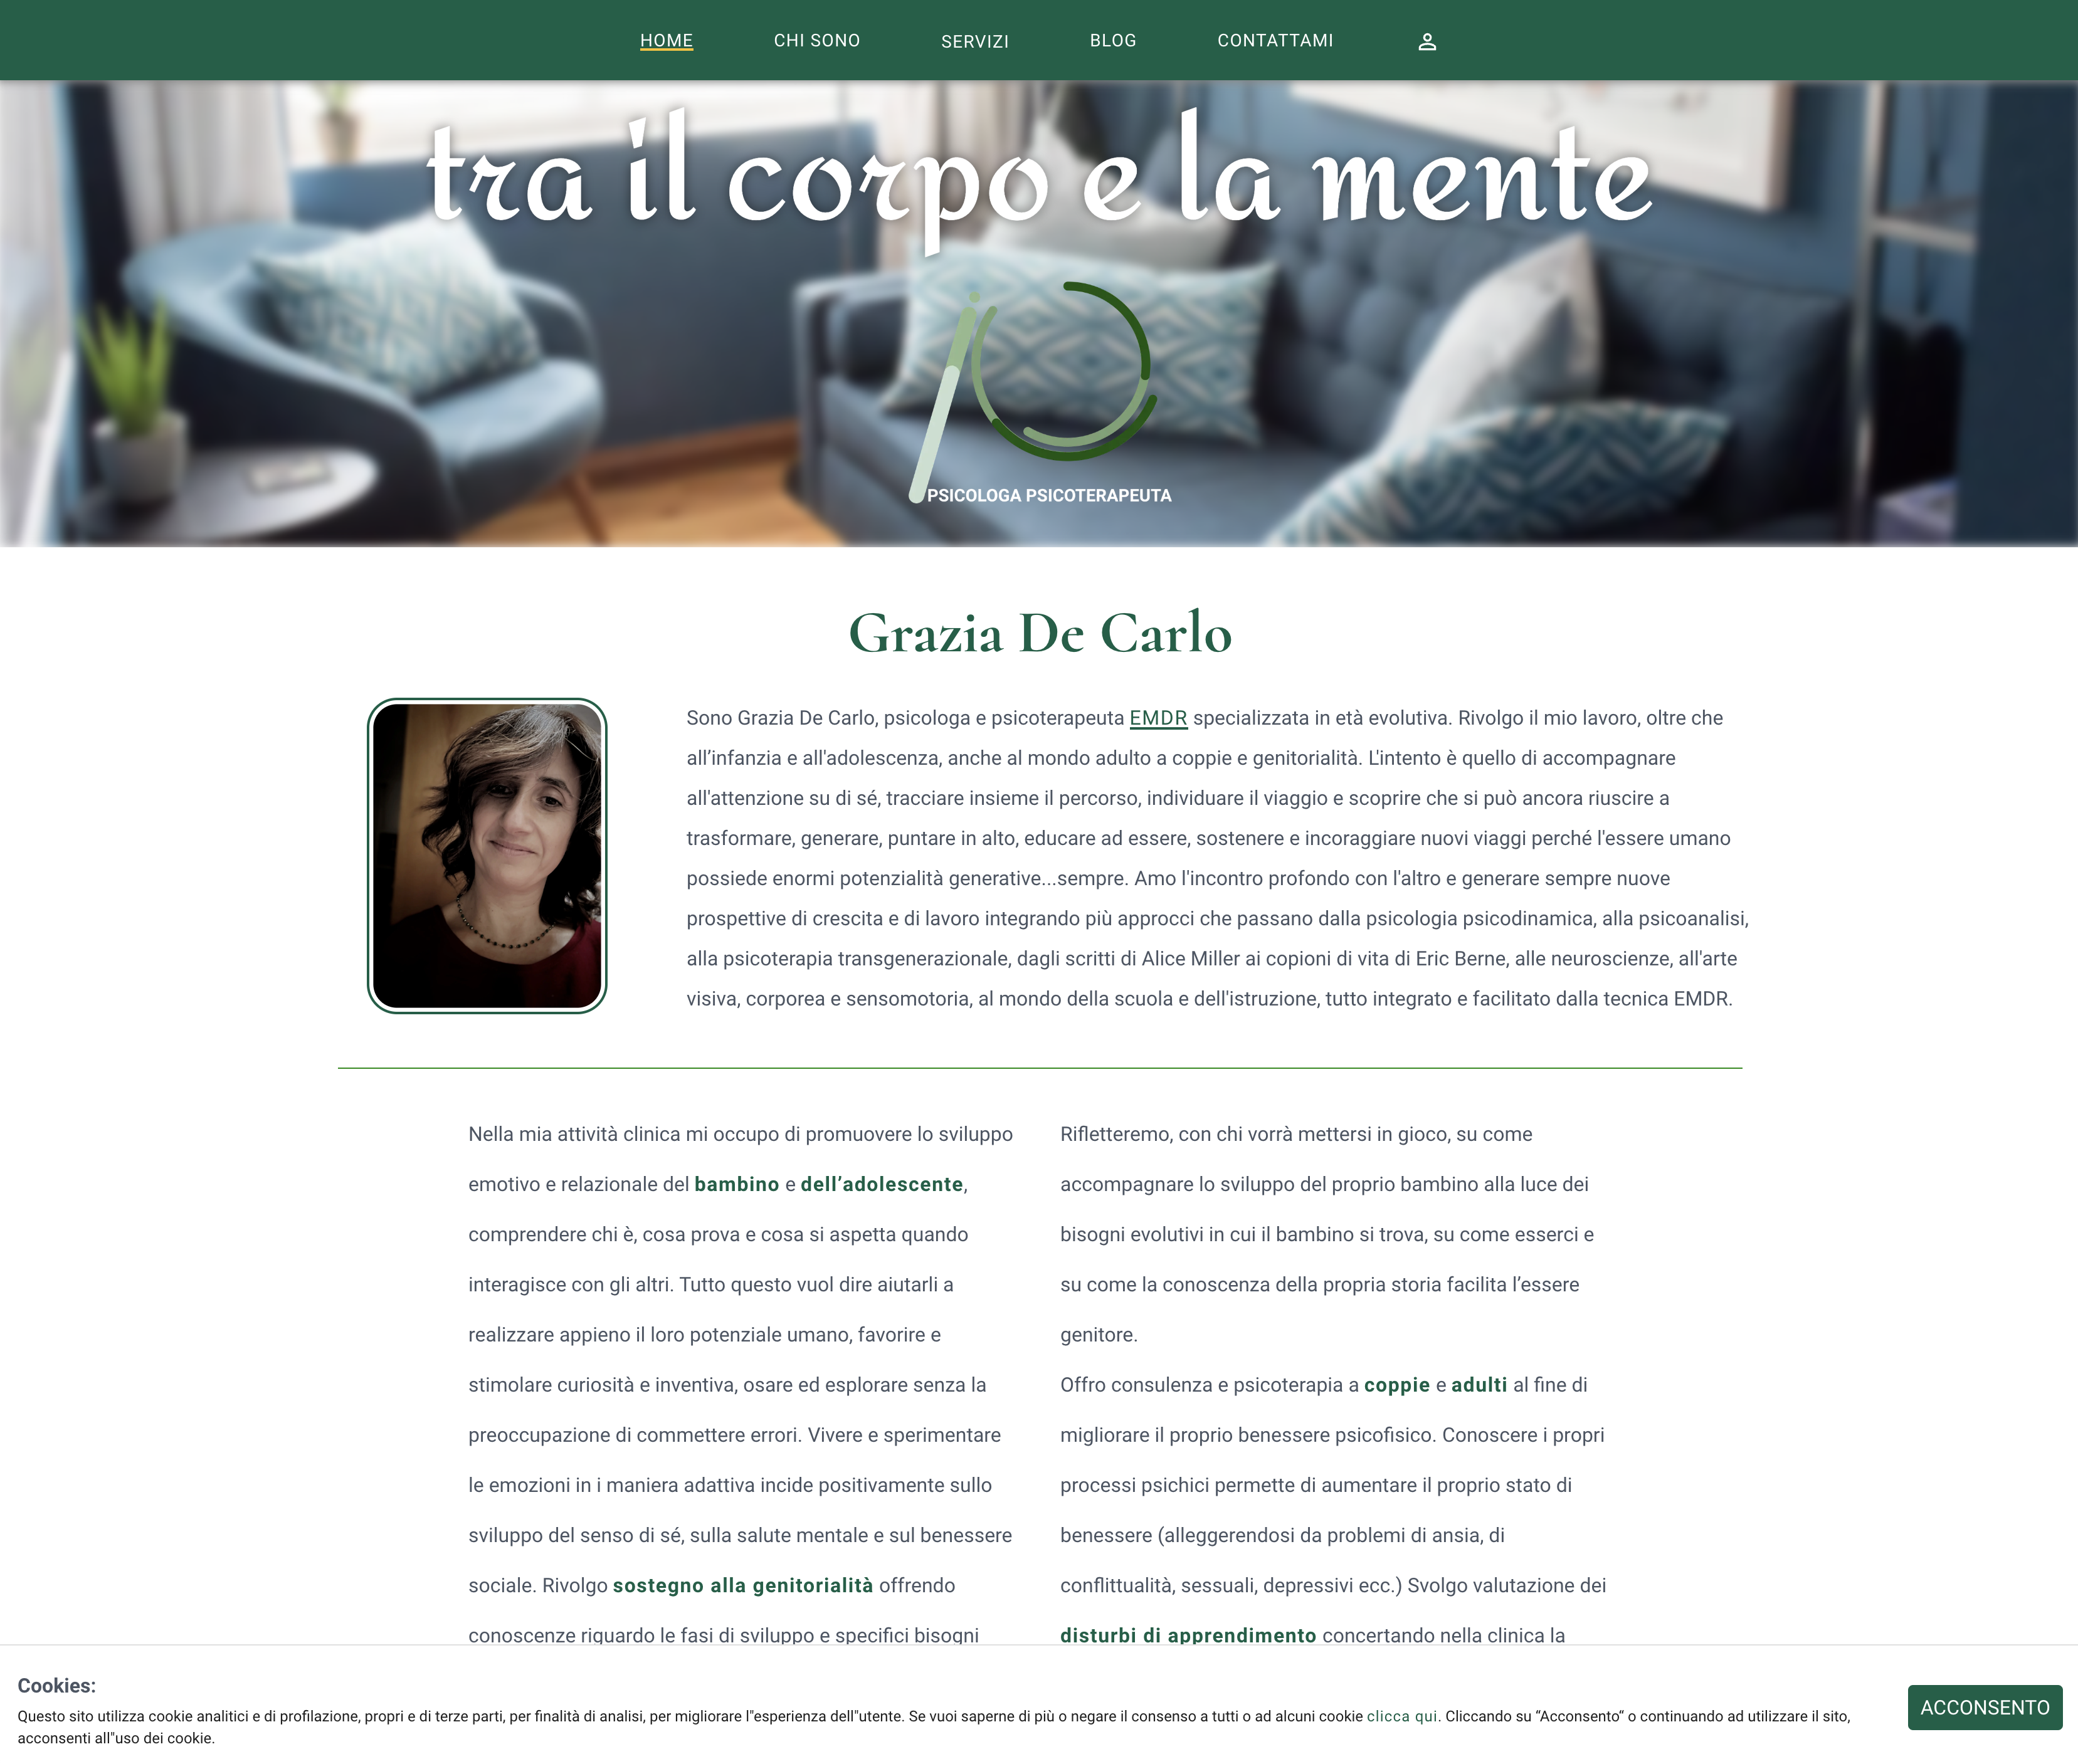 HOME CHI SONO SERVIZI BLOG CONTATTAMI
tra il corpo e la mente
PSICOLOGA PSICOTERAPEUTA
Grazia De Carlo
Sono Grazia De Carlo, psicologa e psicoterapeuta EMDR specializzata in età evolutiva. Rivolgo il mio lavoro, oltre che
all’infanzia e all'adolescenza, anche al mondo adulto a coppie e genitorialità. L'intento è quello di accompagnare
all'attenzione su di sé, tracciare insieme il percorso, individuare il viaggio e scoprire che si può ancora riuscire a
trasformare, generare, puntare in alto, educare ad essere, sostenere e incoraggiare nuovi viaggi perché l'essere umano
possiede enormi potenzialità generative...sempre. Amo l'incontro profondo con l'altro e generare sempre nuove
prospettive di crescita e di lavoro integrando più approcci che passano dalla psicologia psicodinamica, alla psicoanalisi,
alla psicoterapia transgenerazionale, dagli scritti di Alice Miller ai copioni di vita di Eric Berne, alle neuroscienze, all'arte
visiva, corporea e sensomotoria, al mondo della scuola e dell'istruzione, tutto integrato e facilitato dalla tecnica EMDR.
Nella mia attività clinica mi occupo di promuovere lo sviluppo
emotivo e relazionale del bambino e dell’adolescente,
comprendere chi è, cosa prova e cosa si aspetta quando
interagisce con gli altri. Tutto questo vuol dire aiutarli a
realizzare appieno il loro potenziale umano, favorire e
stimolare curiosità e inventiva, osare ed esplorare senza la
preoccupazione di commettere errori. Vivere e sperimentare
le emozioni in i maniera adattiva incide positivamente sullo
sviluppo del senso di sé, sulla salute mentale e sul benessere
sociale. Rivolgo sostegno alla genitorialità offrendo
conoscenze riguardo le fasi di sviluppo e specifici bisogni
Rifletteremo, con chi vorrà mettersi in gioco, su come
accompagnare lo sviluppo del proprio bambino alla luce dei
bisogni evolutivi in cui il bambino si trova, su come esserci e
su come la conoscenza della propria storia facilita l’essere
genitore.
Offro consulenza e psicoterapia a coppie e adulti al fine di
migliorare il proprio benessere psicofisico. Conoscere i propri
processi psichici permette di aumentare il proprio stato di
benessere (alleggerendosi da problemi di ansia, di
conflittualità, sessuali, depressivi ecc.) Svolgo valutazione dei
disturbi di apprendimento concertando nella clinica la
Cookies:
Questo sito utilizza cookie analitici e di profilazione, propri e di terze parti, per finalità di analisi, per migliorare l"esperienza dell"utente. Se vuoi saperne di più o negare il consenso a tutti o ad alcuni cookie clicca qui. Cliccando su “Acconsento“ o continuando ad utilizzare il sito,
acconsenti all"uso dei cookie.
ACCONSENTO